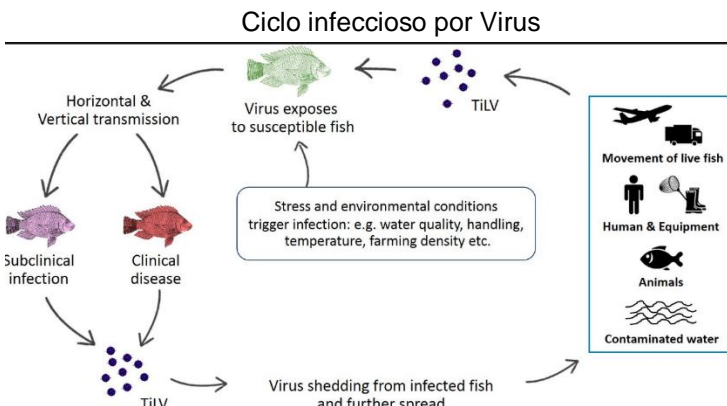 Ciclo infeccioso por Virus
Horizontal &
Vertical transmission
Virus exposes
to susceptible fish
TiLV
Movement of live fish
Human & Equipment
Animals
Contaminated water
Stress and environmental conditions
trigger infection: e.g. water quality, handling,
temperature, farming density etc.
Subclinical
infection
Clinical
disease
TiLV
Virus shedding from infected fish
and further spread